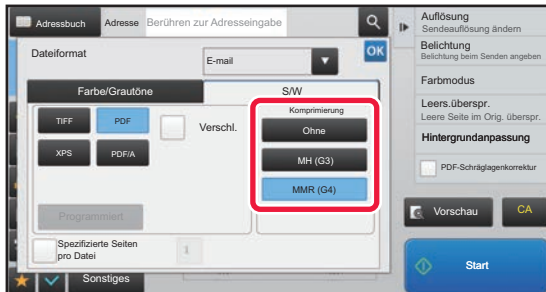 Adressbuch
Adresse
Berühren zur Adresseingabe
Dateiformat
E-mail
OK
Farbe/Grautöne
S/W
TIFF
PDF
Verschl.
XPS
PDF/A
Komprimierung
Ohne
MH (G3)
MMR (G4)
Programmiert
Spezifizierte Seiten
pro Datei
1
Sonstiges
Auflösung
Sendeauflösung ändern
Belichtung
Belichtung beim Senden angeben
Farbmodus
Leers.überspr.
Leere Seite im Orig. überspr.
Hintergrundanpassung
PDF-Schräglagenkorrektur
Vorschau
CA
Start